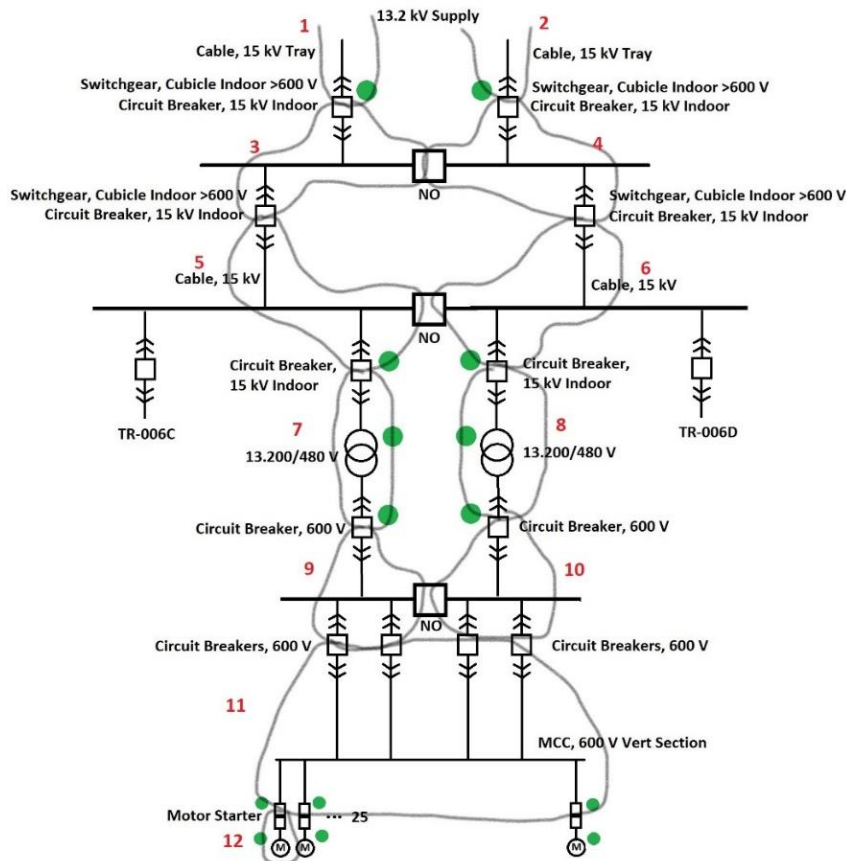 1
13.2 kV Supply
2
Cable, 15 kV Tray
Cable, 15 kV Tray
Switchgear, Cubicle Indoor >600 V
Circuit Breaker, 15 kV Indoor
Switchgear, Cubicle Indoor >600 V
Circuit Breaker, 15 kV Indoor
3
4
NO
Switchgear, Cubicle Indoor >600 V
Circuit Breaker, 15 kV Indoor
Switchgear, Cubicle Indoor >600 V
Circuit Breaker, 15 kV Indoor
5
6
Cable, 15 kV
Cable, 15 kV
NO
Circuit Breaker,
15 kV Indoor
Circuit Breaker,
15 kV Indoor
TR-006C
7
8
TR-006D
13.200/480 V
13.200/480 V
Circuit Breaker, 600 V
Circuit Breaker, 600 V
9
10
NO
Circuit Breakers, 600 V
Circuit Breakers, 600 V
11
MCC, 600 V Vert Section
Motor Starter
... 25
12
M
M
M